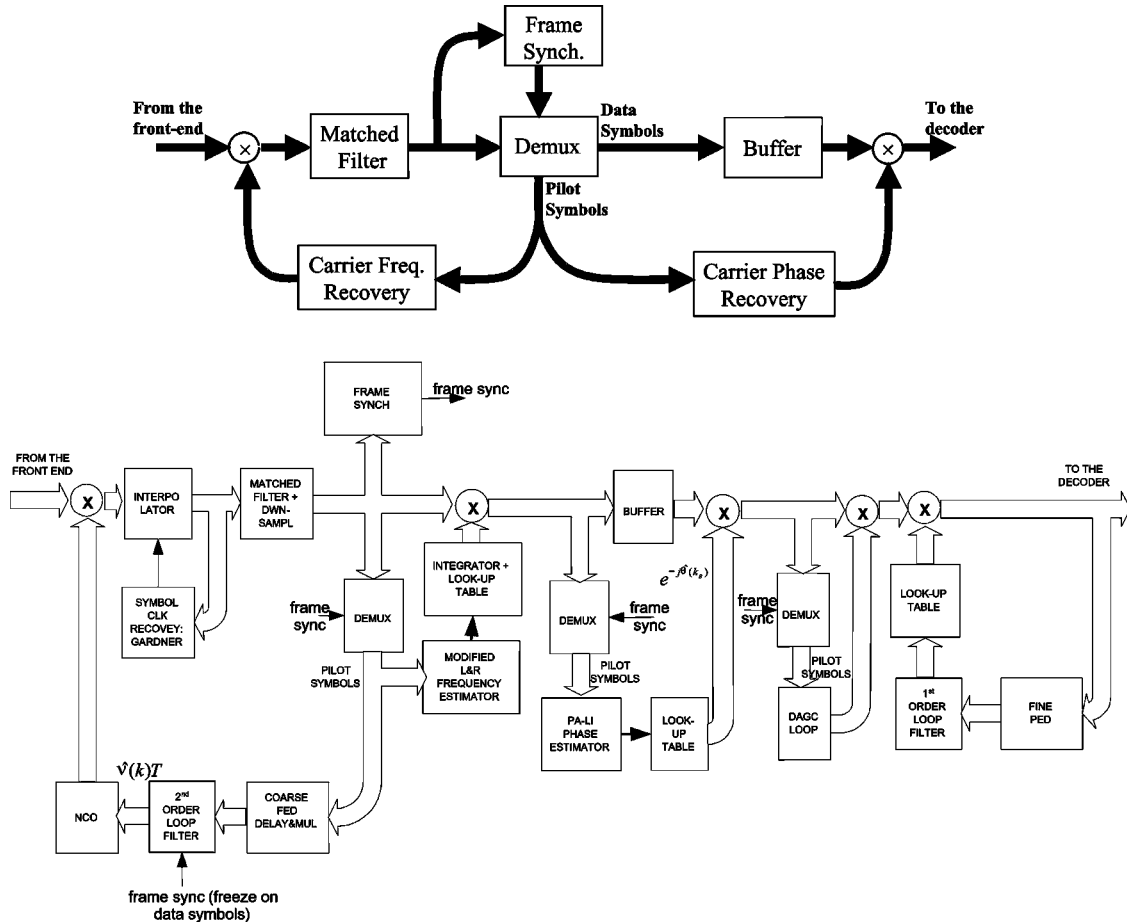 Frame
Synch.
From the
front-end
Matched
Filter
Demux
Data
Symbols
Buffer
To the
decoder
Pilot
Symbols
Carrier Freq.
Recovery
Carrier Phase
Recovery
×
×
FRAME
SYNCH
frame sync
FROM THE
FRONT END
X
INTERPO
LATOR
MATCHED
FILTER +
DWN-
SAMPL
X
BUFFER
X
X
X
TO THE
DECODER
SYMBOL
CLK
RECOVEY:
GARDNER
frame
sync
DEMUX
INTEGRATOR +
LOOK-UP
TABLE
DEMUX
frame
sync
e^{-jθ̂(k_s)}
frame
sync
DEMUX
LOOK-UP
TABLE
PILOT
SYMBOLS
MODIFIED
L&R
FREQUENCY
ESTIMATOR
PILOT
SYMBOLS
PA-LI
PHASE
ESTIMATOR
LOOK-
UP
TABLE
PILOT
SYMBOLS
DAGC
LOOP
1st
ORDER
LOOP
FILTER
FINE
PED
ν̂(k)T
NCO
2nd
ORDER
LOOP
FILTER
COARSE
FED
DELAY&MUL
frame sync (freeze on
data symbols)